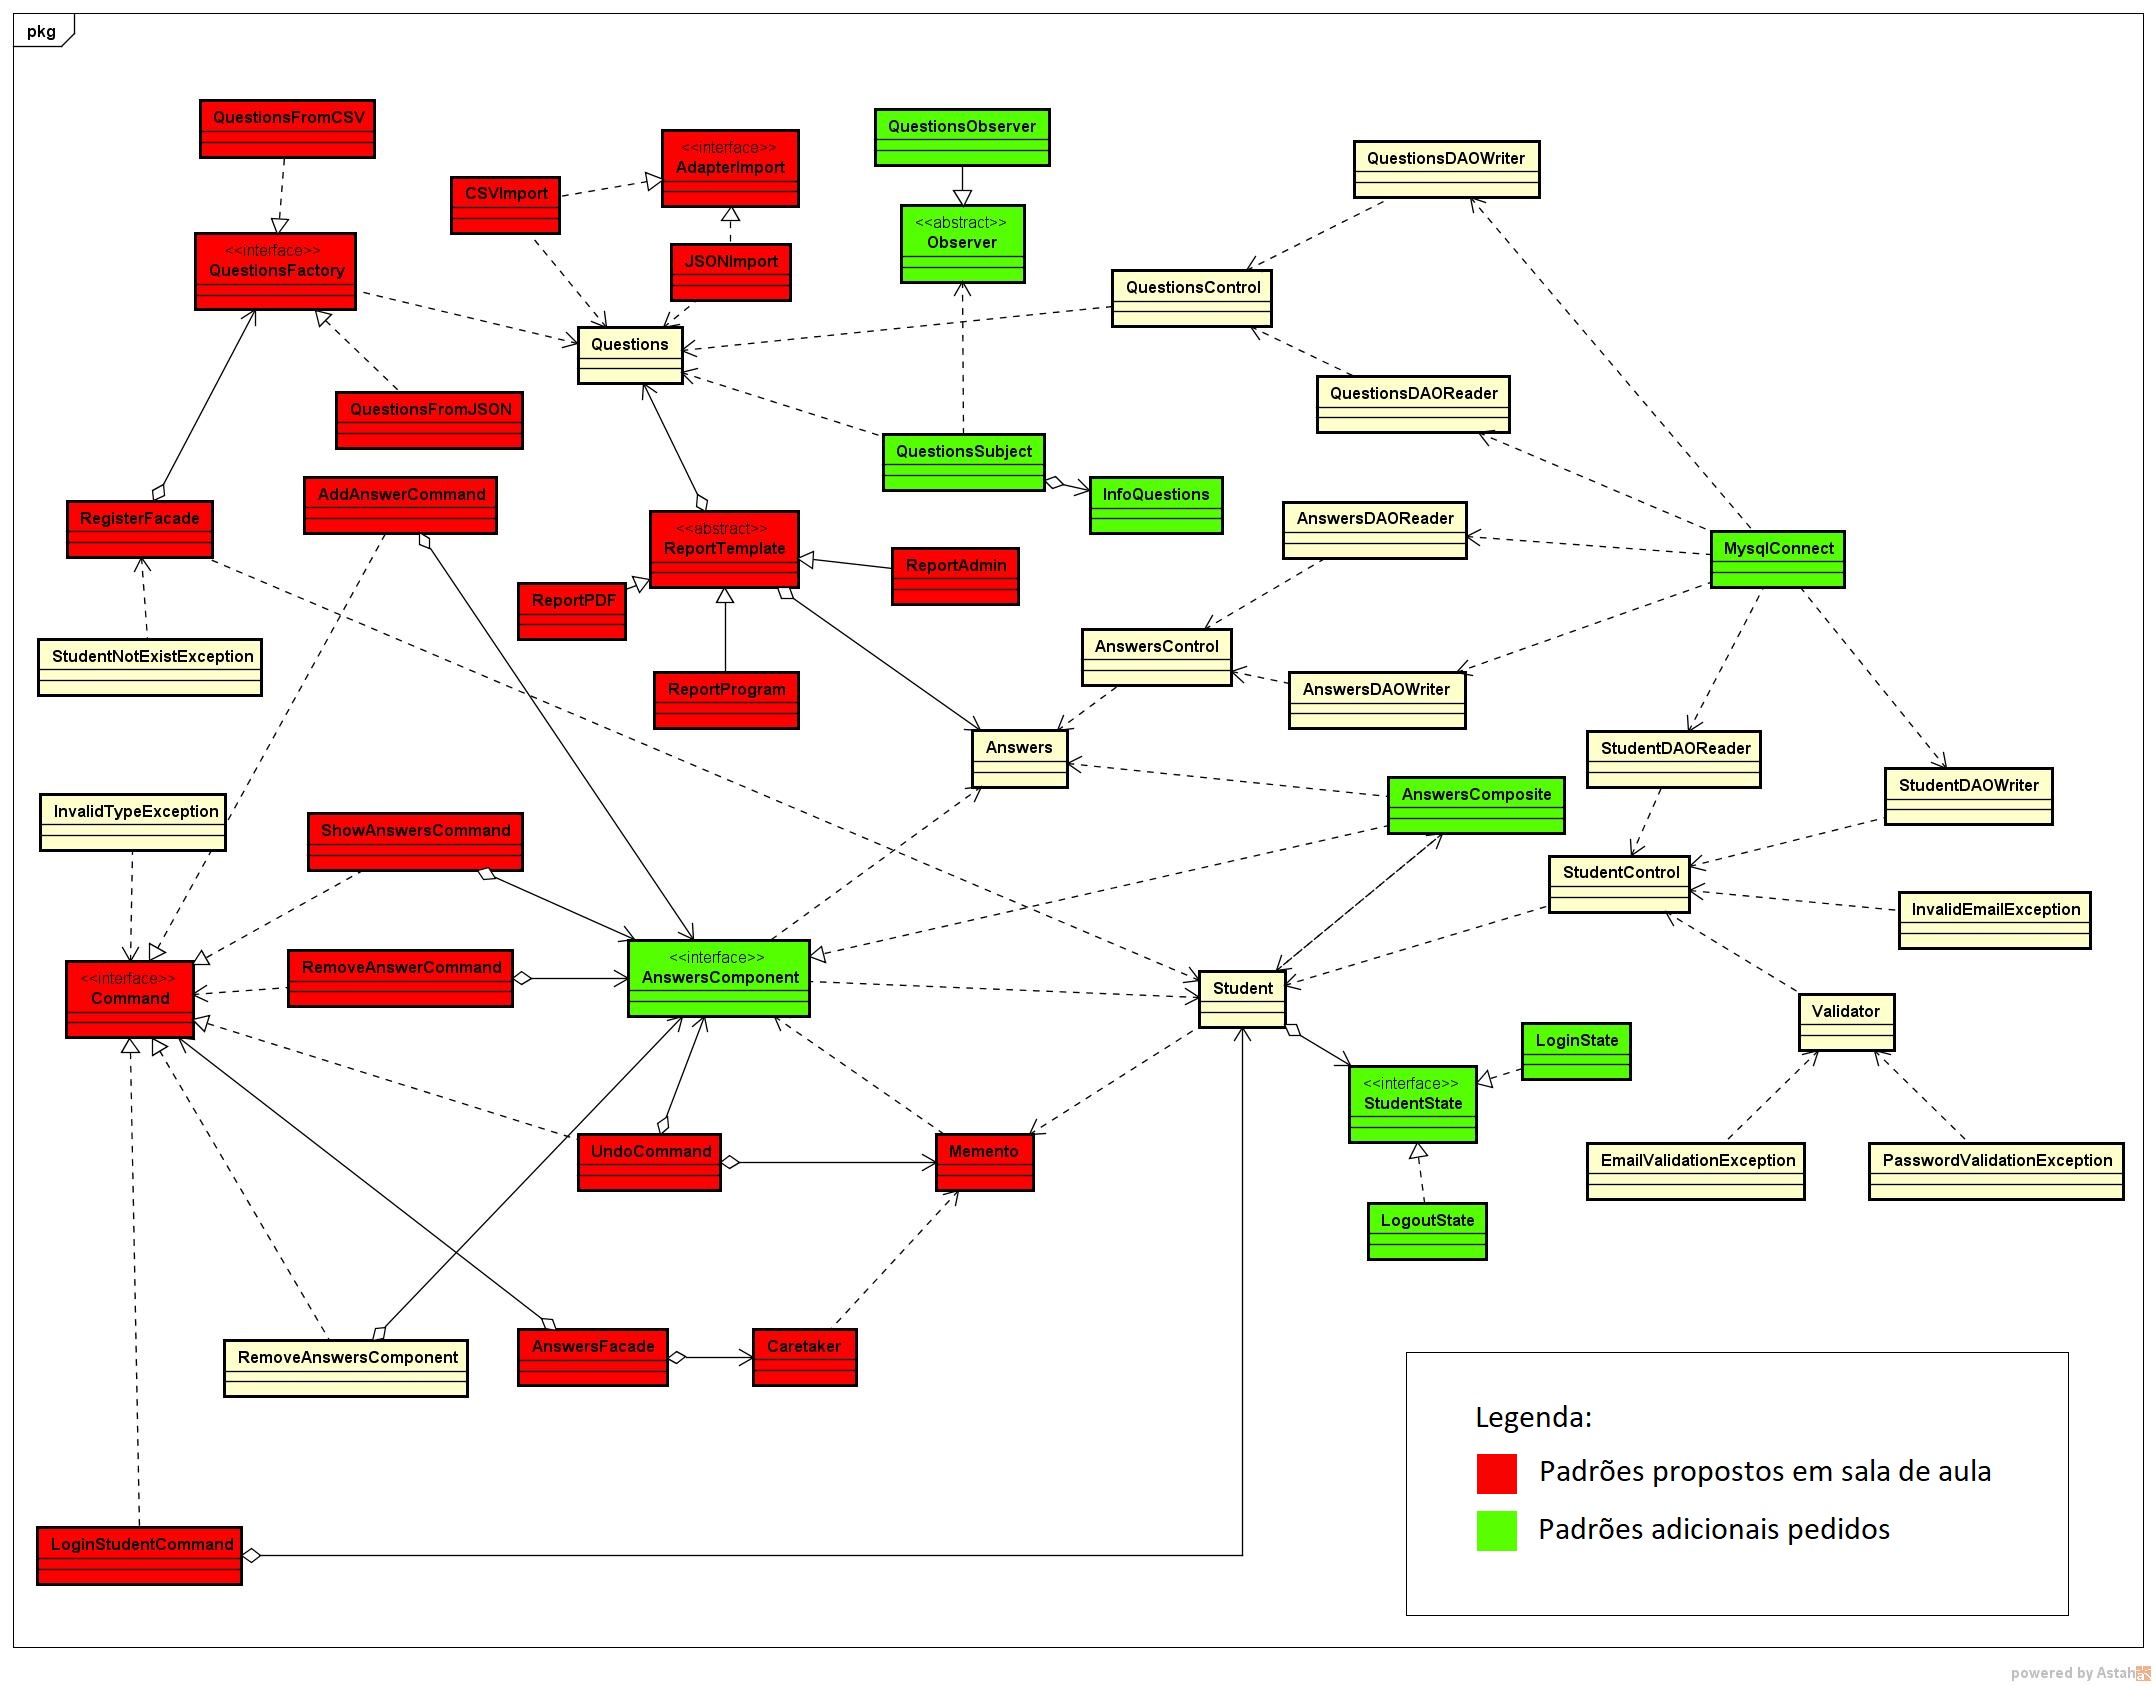 pkg
QuestionsFromCSV
<<interface>>
AdapterImport
QuestionsObserver
QuestionsDAOWriter
CSVImport
<<interface>>
QuestionsFactory
JSONImport
<<abstract>>
Observer
QuestionsControl
Questions
QuestionsFromJSON
QuestionsDAOReader
QuestionsSubject
InfoQuestions
AddAnswerCommand
RegisterFacade
<<abstract>>
ReportTemplate
AnswersDAOReader
MysqlConnect
ReportAdmin
ReportPDF
StudentNotExistException
AnswersControl
ReportProgram
AnswersDAOWriter
Answers
StudentDAOReader
StudentDAOWriter
AnswersComposite
InvalidTypeException
ShowAnswersCommand
StudentControl
InvalidEmailException
RemoveAnswerCommand
<<interface>>
AnswersComponent
<<interface>>
Command
Student
Validator
LoginState
<<interface>>
StudentState
UndoCommand
Memento
EmailValidationException
PasswordValidationException
LogoutState
RemoveAnswersComponent
AnswersFacade
Caretaker
Legenda:
Padrões propostos em sala de aula
Padrões adicionais pedidos
LoginStudentCommand
powered by Astah